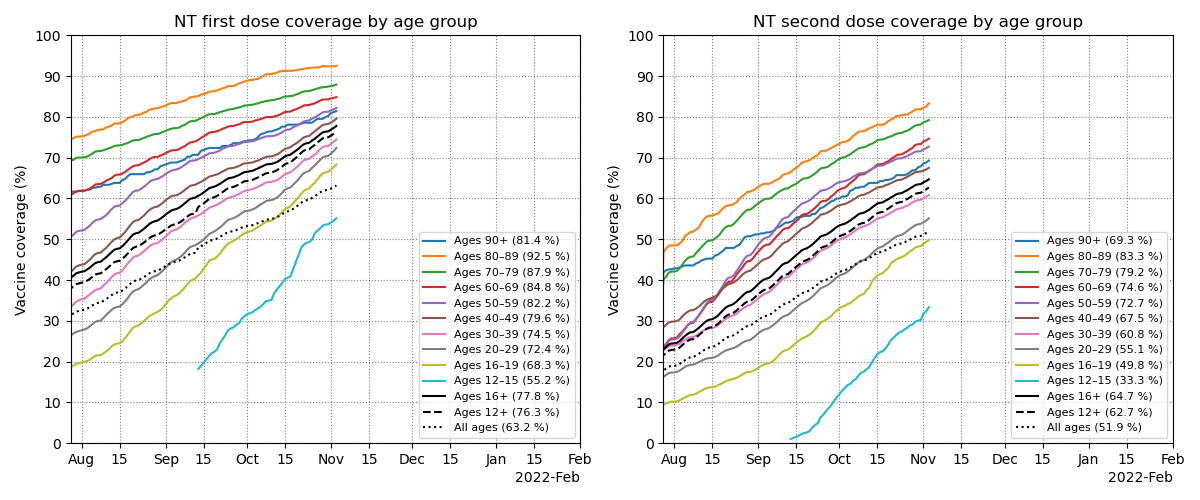 NT first dose coverage by age group
Vaccine coverage (%)
100
90
80
70
60
50
40
30
20
10
0
Ages 90+ (81.4 %)
Ages 80–89 (92.5 %)
Ages 70–79 (87.9 %)
Ages 60–69 (84.8 %)
Ages 50–59 (82.2 %)
Ages 40–49 (79.6 %)
Ages 30–39 (74.5 %)
Ages 20–29 (72.4 %)
Ages 16–19 (68.3 %)
Ages 12–15 (55.2 %)
Ages 16+ (77.8 %)
Ages 12+ (76.3 %)
All ages (63.2 %)
Aug 15 Sep 15 Oct 15 Nov 15 Dec 15 Jan 15 Feb
2022-Feb
NT second dose coverage by age group
Vaccine coverage (%)
100
90
80
70
60
50
40
30
20
10
0
Ages 90+ (69.3 %)
Ages 80–89 (83.3 %)
Ages 70–79 (79.2 %)
Ages 60–69 (74.6 %)
Ages 50–59 (72.7 %)
Ages 40–49 (67.5 %)
Ages 30–39 (60.8 %)
Ages 20–29 (55.1 %)
Ages 16–19 (49.8 %)
Ages 12–15 (33.3 %)
Ages 16+ (64.7 %)
Ages 12+ (62.7 %)
All ages (51.9 %)
Aug 15 Sep 15 Oct 15 Nov 15 Dec 15 Jan 15 Feb
2022-Feb